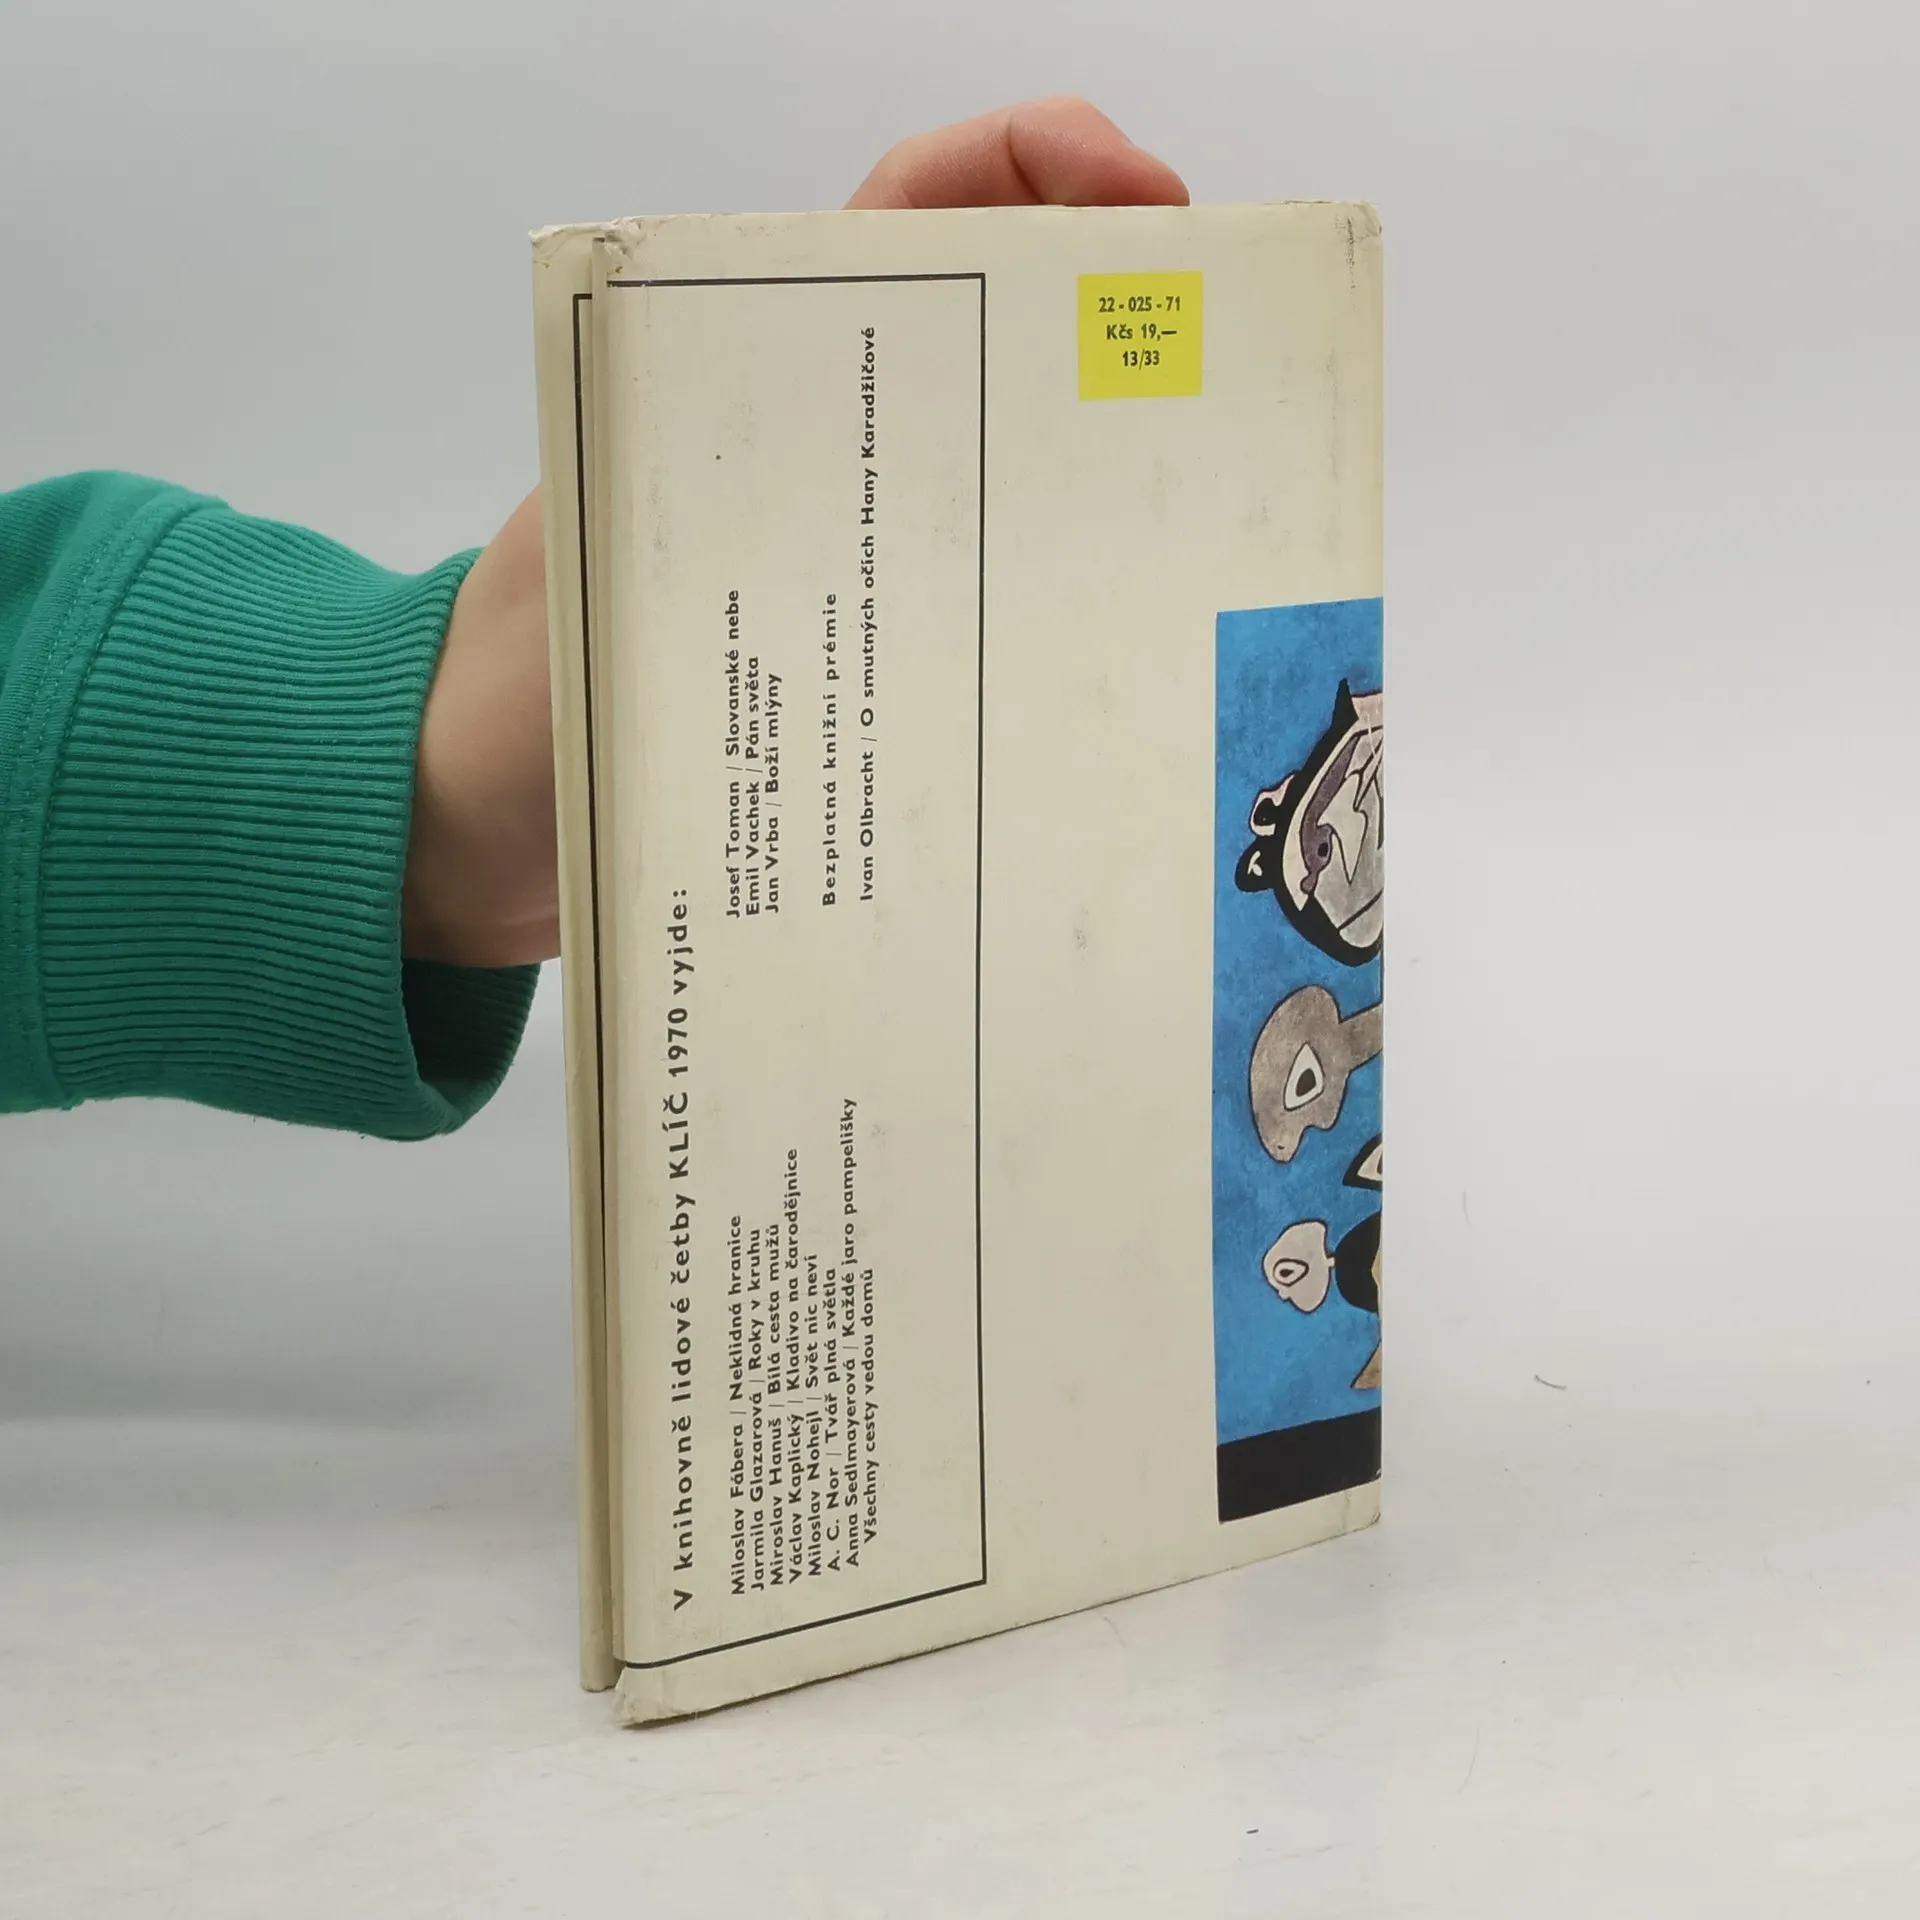 22 - 025 - 71
Kčs 19,—
13/33
V knihovně lidové četby KLÍČ 1970 vyjde:
Miloslav Fábera / Neklidná hranice
Jarmila Glazarová / Roky v kruhu
Miroslav Hanuš / Bílá cesta mužů
Václav Kaplický / Kladivo na čarodějnice
Miloslav Nohejl / Svět nic neví
A. C. Nor / Tvář plná světla
Anna Sedlmayerová / Každé jaro pampelišky
Všechny cesty vedou domů
Josef Toman / Slovanské nebe
Emil Vachek / Pán světa
Jan Vrba / Boží mlýny
Bezplatná knižní prémie
Ivan Olbracht / O smutných očích Hany Karadžičové